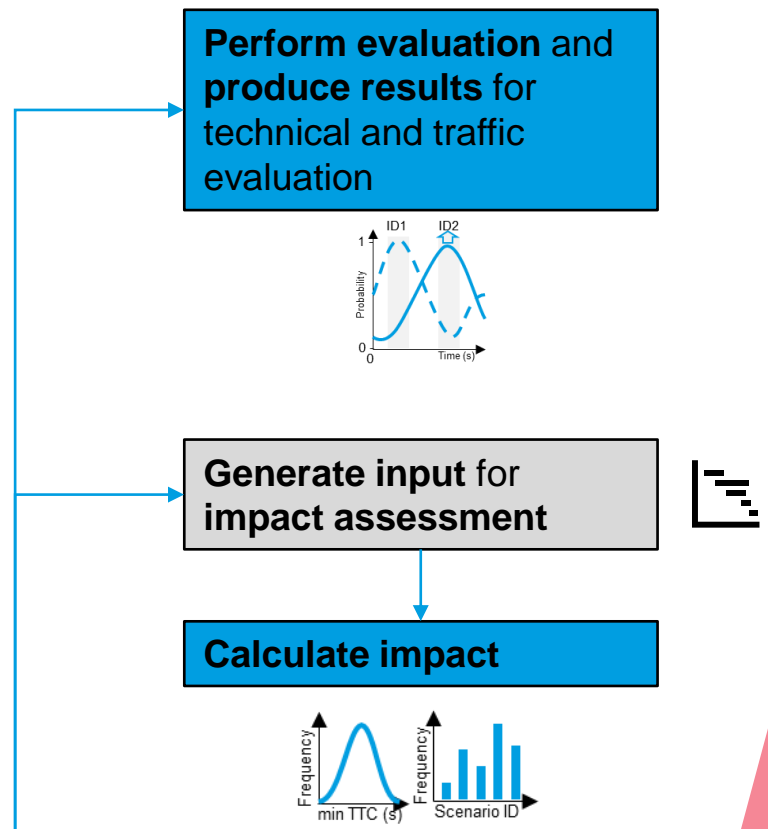 Perform evaluation and
produce results for
technical and traffic
evaluation
ID1 ID2
1
Probability
0
0
Time (s)
Generate input for
impact assessment
Calculate impact
Frequency
min TTC (s)
Frequency
Scenario ID